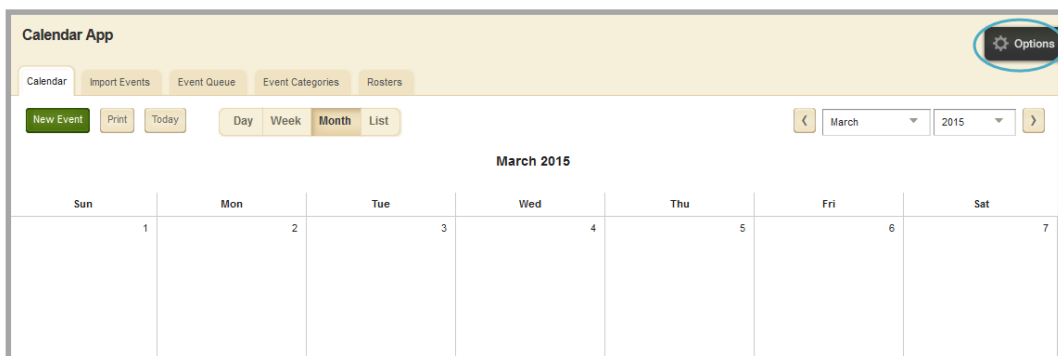 Calendar App
Options
Calendar Import Events Event Queue Event Categories Rosters
New Event Print Today Day Week Month List March 2015
March 2015
Sun Mon Tue Wed Thu Fri Sat
1 2 3 4 5 6 7